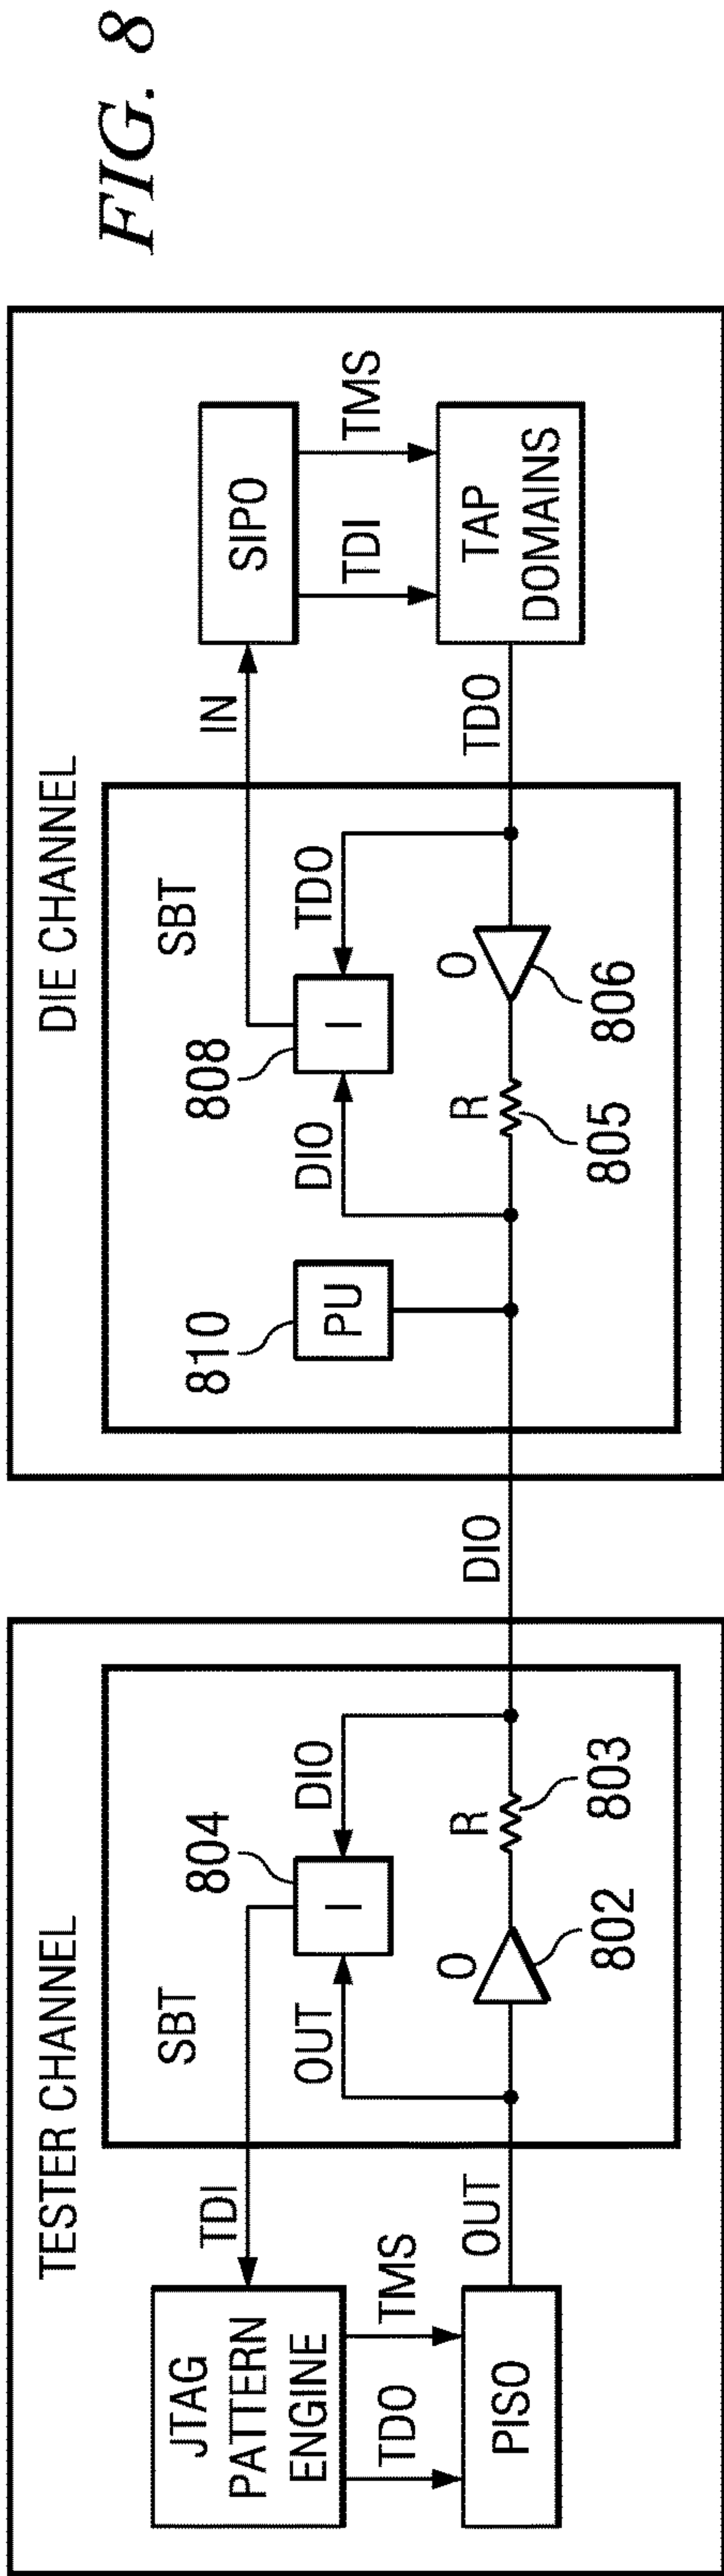 FIG. 8
TESTER CHANNEL
JTAG
PATTERN
ENGINE
TDI
TDO
TMS
PISO
OUT
SBT
804
I
OUT
DIO
O
R
802
803
DIO
DIE CHANNEL
SBT
810
PU
808
I
DIO
TDO
R
O
805
806
IN
TDO
SIPO
TDI
TMS
TAP
DOMAINS